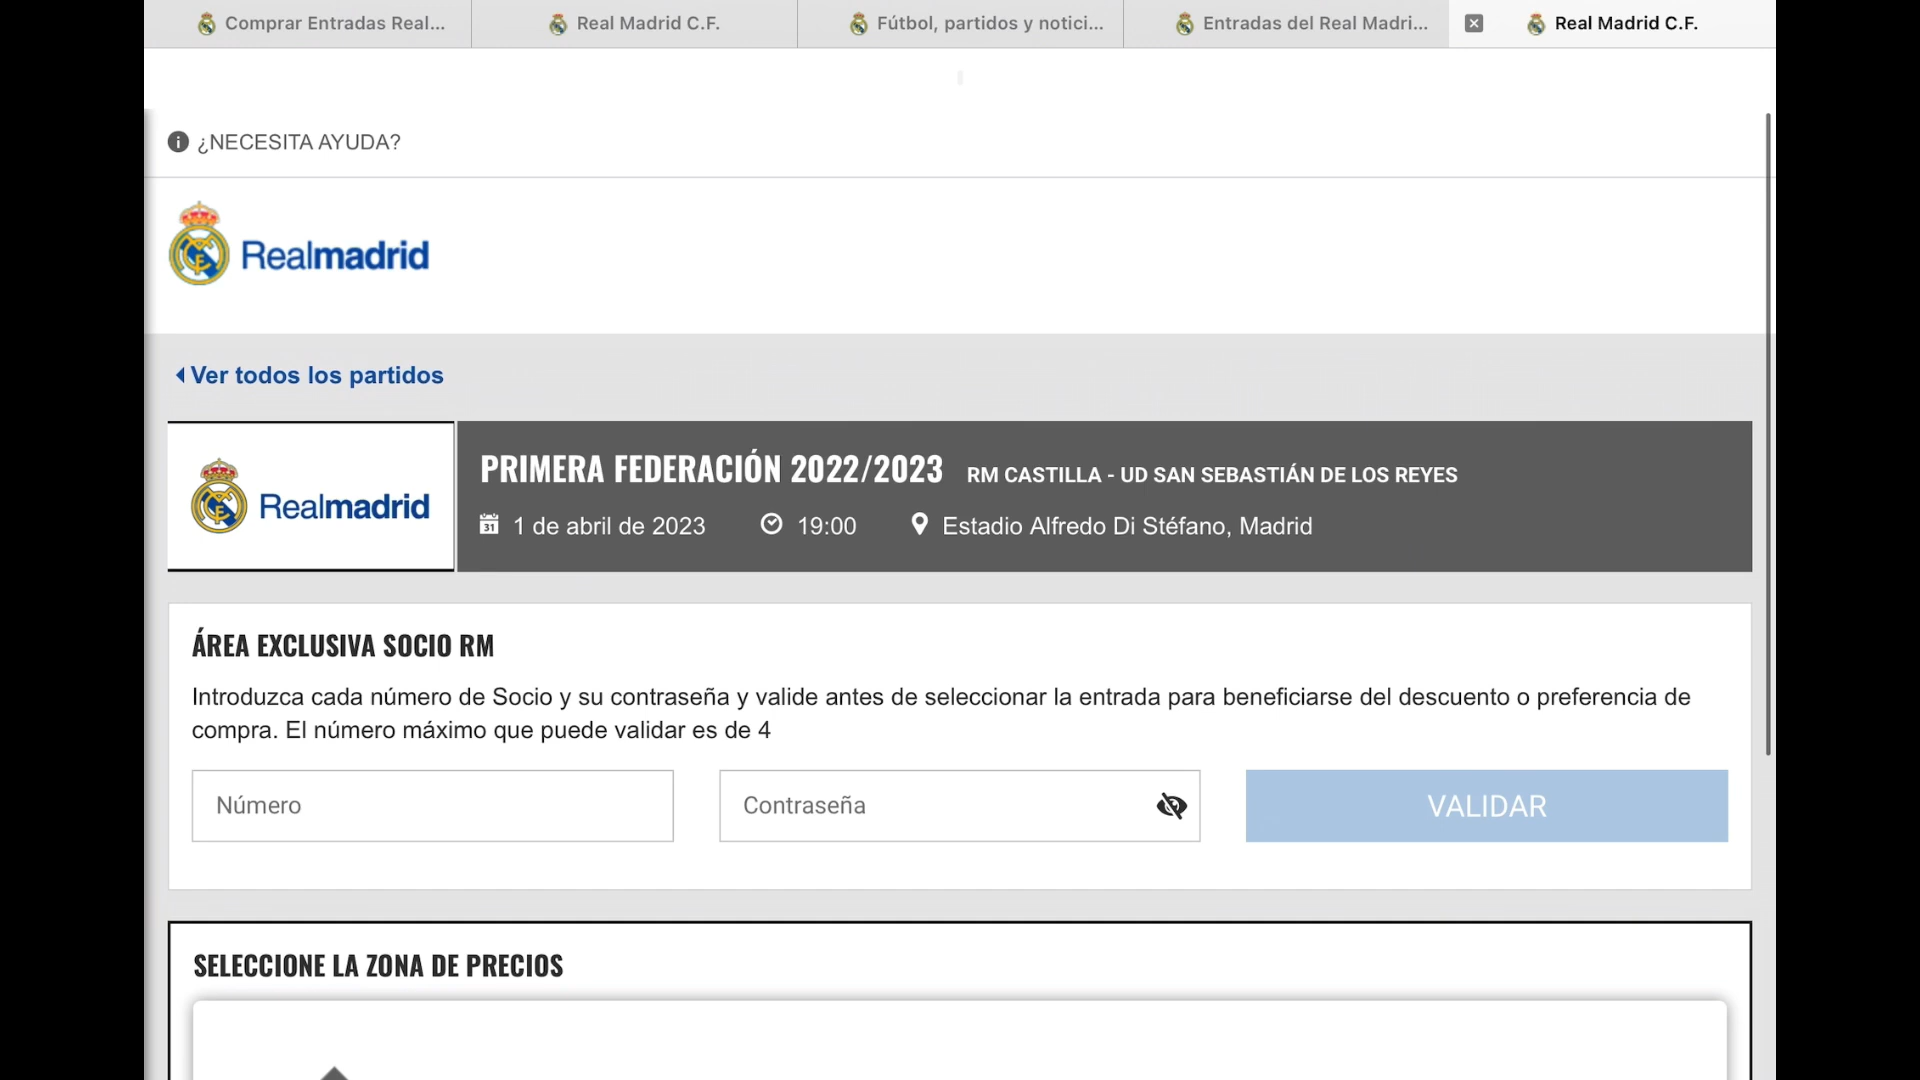 Comprar Entradas Real...
Real Madrid C.F.
Fútbol, partidos y notici...
Entradas del Real Madri...
Real Madrid C.F.
¿NECESITA AYUDA?
Realmadrid
Ver todos los partidos
Realmadrid
PRIMERA FEDERACIÓN 2022/2023 RM CASTILLA - UD SAN SEBASTIÁN DE LOS REYES
31 1 de abril de 2023 19:00 Estadio Alfredo Di Stéfano, Madrid
ÁREA EXCLUSIVA SOCIO RM
Introduzca cada número de Socio y su contraseña y valide antes de seleccionar la entrada para beneficiarse del descuento o preferencia de
compra. El número máximo que puede validar es de 4
Número
Contraseña
VALIDAR
SELECCIONE LA ZONA DE PRECIOS